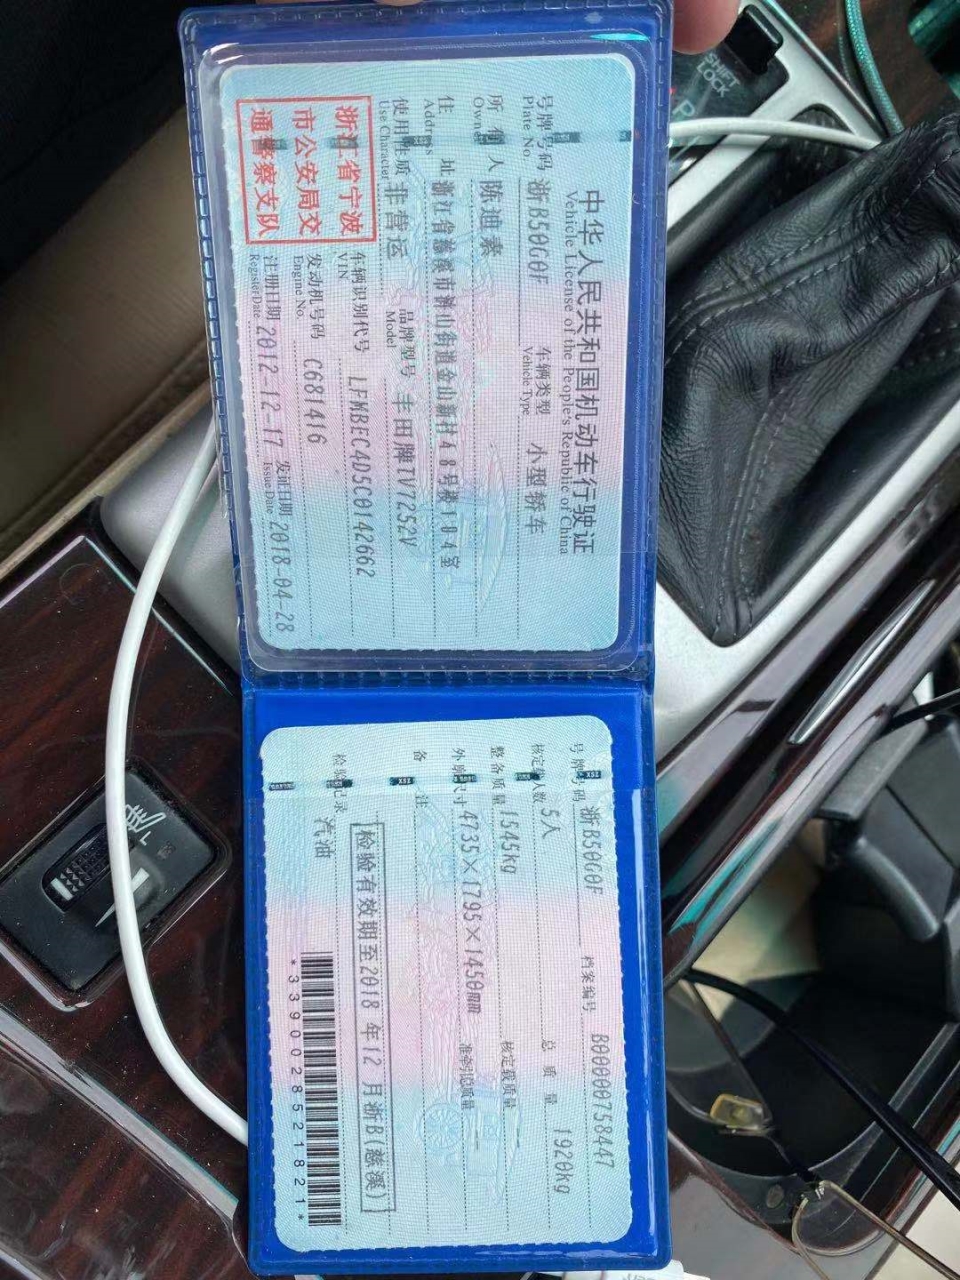 中华人民共和国机动车行驶证
Vehicle License of the People's Republic of China
号牌号码 浙B50G0F 车辆类型 小型轿车
Plate No. Vehicle Type
所有人 陈迪素
Owner
住址 浙江省慈溪市浒山街道金山新村48号楼104室
Address
使用性质 非营运 品牌型号 丰田牌TV7252V
Use Character Model
浙江省宁波
市公安局交
通警察支队
车辆识别代号 LFMBEC4D5C0142662
VIN
发动机号码 C681416
Engine No.
注册日期 2012-12-17 发证日期 2018-04-28
Register Date Issue Date
号牌号码 浙B50G0F 档案编号 B00000758447
核定人数 5人 总质量 1920kg
整备质量 1545kg 核定载质量
外廓尺寸 4735×1795×1450mm 准牵引总质量
备注
检验有效期至2018年12月浙B(慈溪)
检验记录 汽油
*3390028521821*
SHIFT
LOCK
P